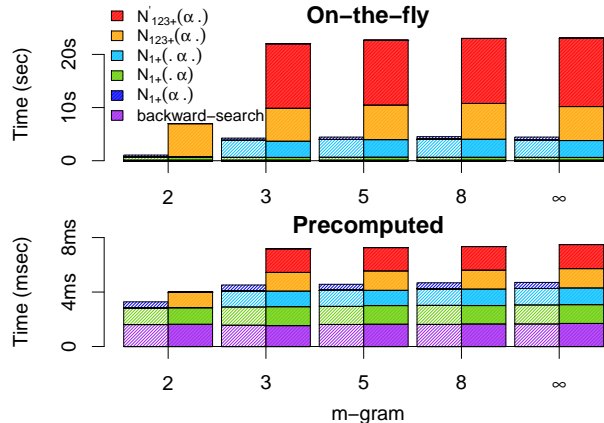 On−the−fly
N'123+(α .)
N123+(α .)
N1+(. α .)
N1+(. α)
N1+(α .)
backward−search
Time (sec)
20s
10s
0
2
3
5
8
∞
Precomputed
Time (msec)
8ms
4ms
0
2
3
5
8
∞
m−gram